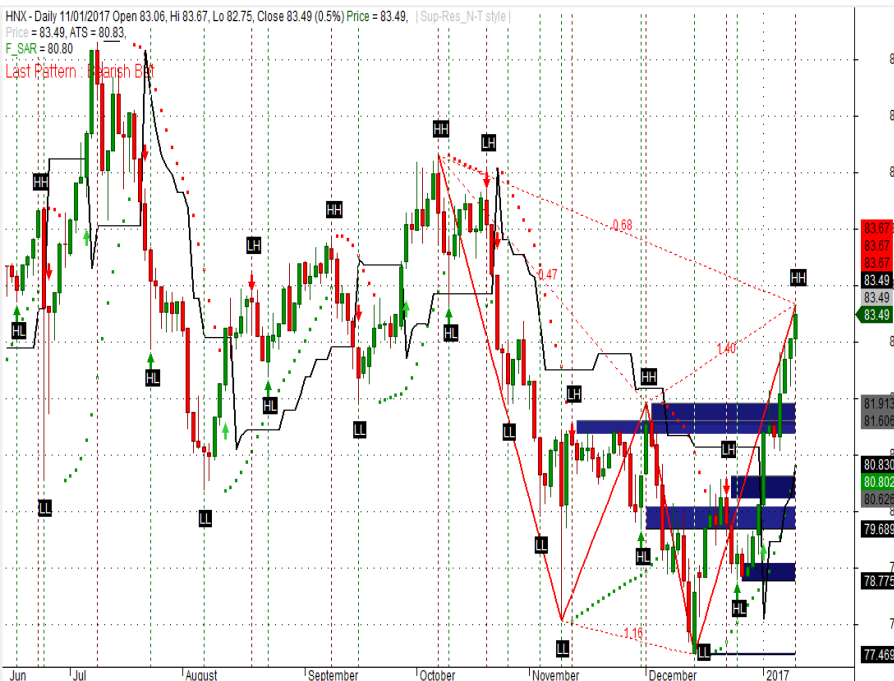 HNX - Daily 11/01/2017 Open 83.06, Hi 83.67, Lo 82.75, Close 83.49 (0.5%) Price = 83.49, | Sup-Res_N-T style |
Price = 83.49, ATS = 80.83,
F_SAR = 80.80
Last Pattern : Bearish Bat
HH
LH
HH
HH
LH
HH
0.68
0.47
1.40
83.67
83.67
83.67
83.49
83.49
83.49
HL
HL
HL
LL
HL
LL
LH
HH
LH
81.913
81.606
80.830
80.802
80.626
79.689
78.775
77.469
LL
LL
LL
HL
HL
1.16
LL
LL
Jun
Jul
August
September
October
November
December
2017